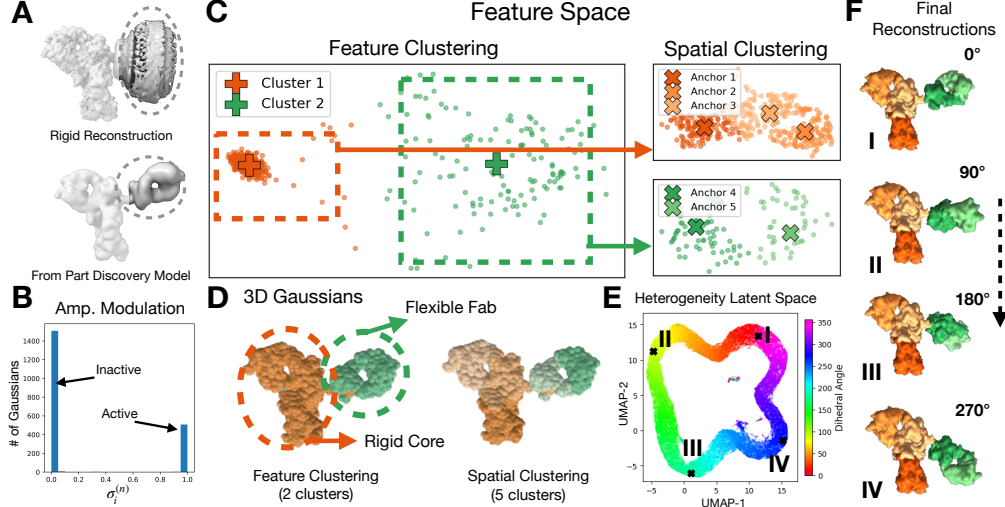 A
Rigid Reconstruction
From Part Discovery Model
B
Amp. Modulation
# of Gaussians
1400
1200
1000
800
600
400
200
0
Inactive
Active
0.0
0.2
0.4
0.6
0.8
1.0
σᵢ⁽ⁿ⁾
C
Feature Space
Feature Clustering
Spatial Clustering
Cluster 1
Cluster 2
Anchor 1
Anchor 2
Anchor 3
Anchor 4
Anchor 5
D
3D Gaussians
Flexible Fab
Rigid Core
Feature Clustering
(2 clusters)
Spatial Clustering
(5 clusters)
E
Heterogeneity Latent Space
UMAP-2
15
10
5
0
−5
II
I
III
IV
−5
0
5
10
15
UMAP-1
350
300
250
200
150
100
50
0
Dihedral Angle
F
Final
Reconstructions
0°
I
90°
II
180°
III
270°
IV